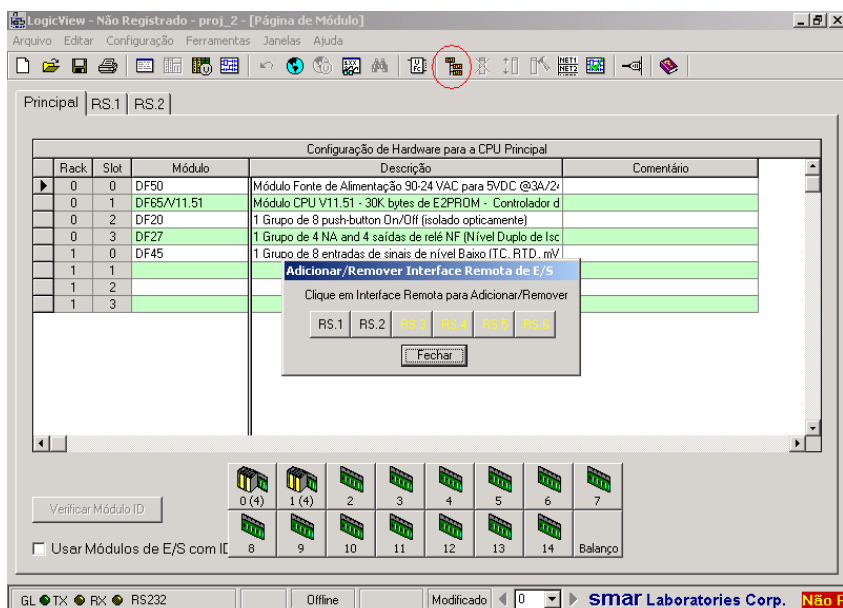 LogicView - Não Registrado - proj_2 - [Página de Módulo]
Arquivo Editar Configuração Ferramentas Janelas Ajuda
Principal RS.1 RS.2
Configuração de Hardware para a CPU Principal
Rack Slot Módulo Descrição Comentário
0 0 DF50 Módulo Fonte de Alimentação 90-24 VAC para 5VDC @3A/24
0 1 DF65/V11.51 Módulo CPU V11.51 - 30K bytes de E2PROM - Controlador d
0 2 DF20 1 Grupo de 8 push-button On/Off (isolado opticamente)
0 3 DF27 1 Grupo de 4 NA and 4 saídas de relé NF (Nível Duplo de Isc
1 0 DF45 1 Grupo de 8 entradas de sinais de nível Baixo (TC, RTD, mV
1 1
1 2
1 3
Adicionar/Remover Interface Remota de E/S
Clique em Interface Remota para Adicionar/Remover
RS.1 RS.2 RS.3 RS.4 RS.5 RS.6
Fechar
0 (4) 1 (4) 2 3 4 5 6 7
Verificar Módulo ID
Usar Módulos de E/S com ID
8 9 10 11 12 13 14 Balanço
GL TX RX RS232 Offline Modificado 0 smar Laboratories Corp. Não R